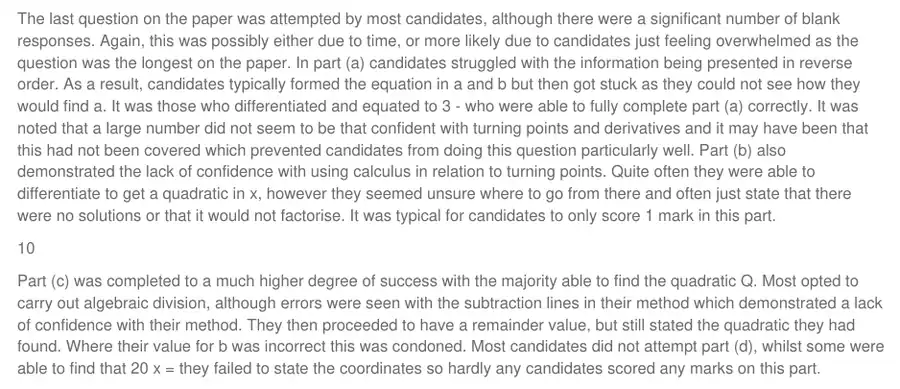 The last question on the paper was attempted by most candidates, although there were a significant number of blank
responses. Again, this was possibly either due to time, or more likely due to candidates just feeling overwhelmed as the
question was the longest on the paper. In part (a) candidates struggled with the information being presented in reverse
order. As a result, candidates typically formed the equation in a and b but then got stuck as they could not see how they
would find a. It was those who differentiated and equated to 3 - who were able to fully complete part (a) correctly. It was
noted that a large number did not seem to be that confident with turning points and derivatives and it may have been that
this had not been covered which prevented candidates from doing this question particularly well. Part (b) also
demonstrated the lack of confidence with using calculus in relation to turning points. Quite often they were able to
differentiate to get a quadratic in x, however they seemed unsure where to go from there and often just state that there
were no solutions or that it would not factorise. It was typical for candidates to only score 1 mark in this part.
10
Part (c) was completed to a much higher degree of success with the majority able to find the quadratic Q. Most opted to
carry out algebraic division, although errors were seen with the subtraction lines in their method which demonstrated a lack
of confidence with their method. They then proceeded to have a remainder value, but still stated the quadratic they had
found. Where their value for b was incorrect this was condoned. Most candidates did not attempt part (d), whilst some were
able to find that 20 x = they failed to state the coordinates so hardly any candidates scored any marks on this part.